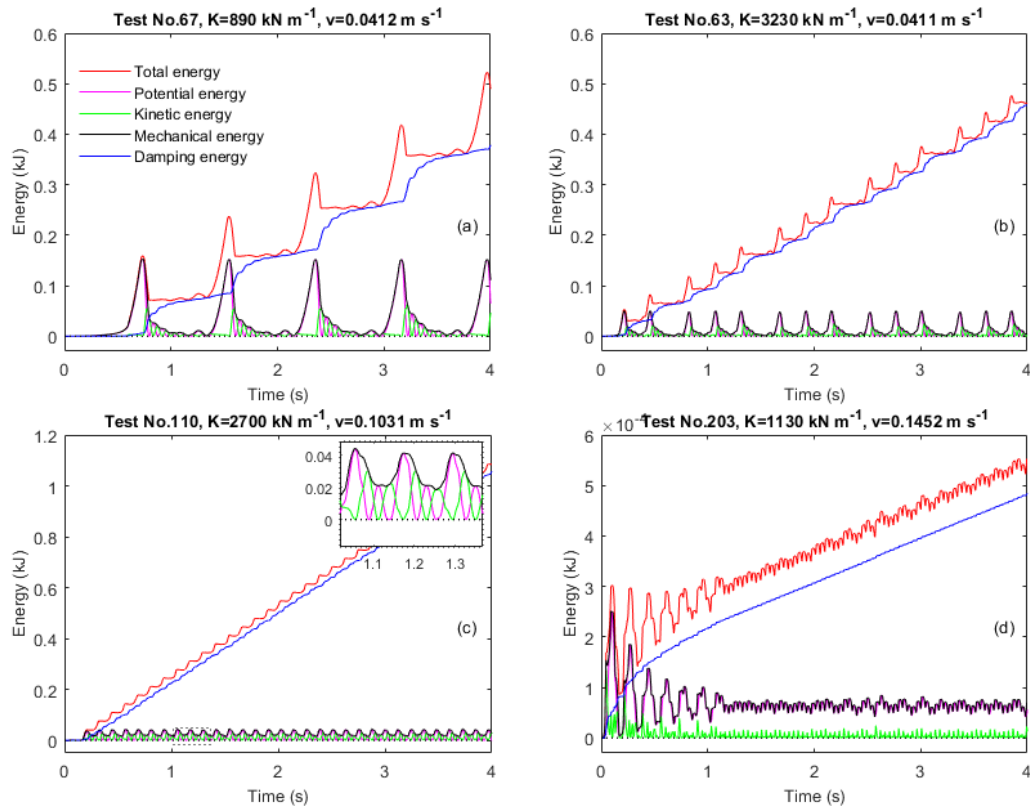 Test No.67, K=890 kN m⁻¹, v=0.0412 m s⁻¹
0.6
0.5
0.4
0.3
0.2
0.1
0
Energy (kJ)
Total energy
Potential energy
Kinetic energy
Mechanical energy
Damping energy
(a)
0 1 2 3 4
Time (s)
Test No.63, K=3230 kN m⁻¹, v=0.0411 m s⁻¹
0.6
0.5
0.4
0.3
0.2
0.1
0
Energy (kJ)
(b)
0 1 2 3 4
Time (s)
Test No.110, K=2700 kN m⁻¹, v=0.1031 m s⁻¹
1.2
1
0.8
0.6
0.4
0.2
0
Energy (kJ)
0.04
0.02
0
1.1 1.2 1.3
(c)
0 1 2 3 4
Time (s)
Test No.203, K=1130 kN m⁻¹, v=0.1452 m s⁻¹
× 10
6
5
4
3
2
1
0
Energy (kJ)
(d)
0 1 2 3 4
Time (s)